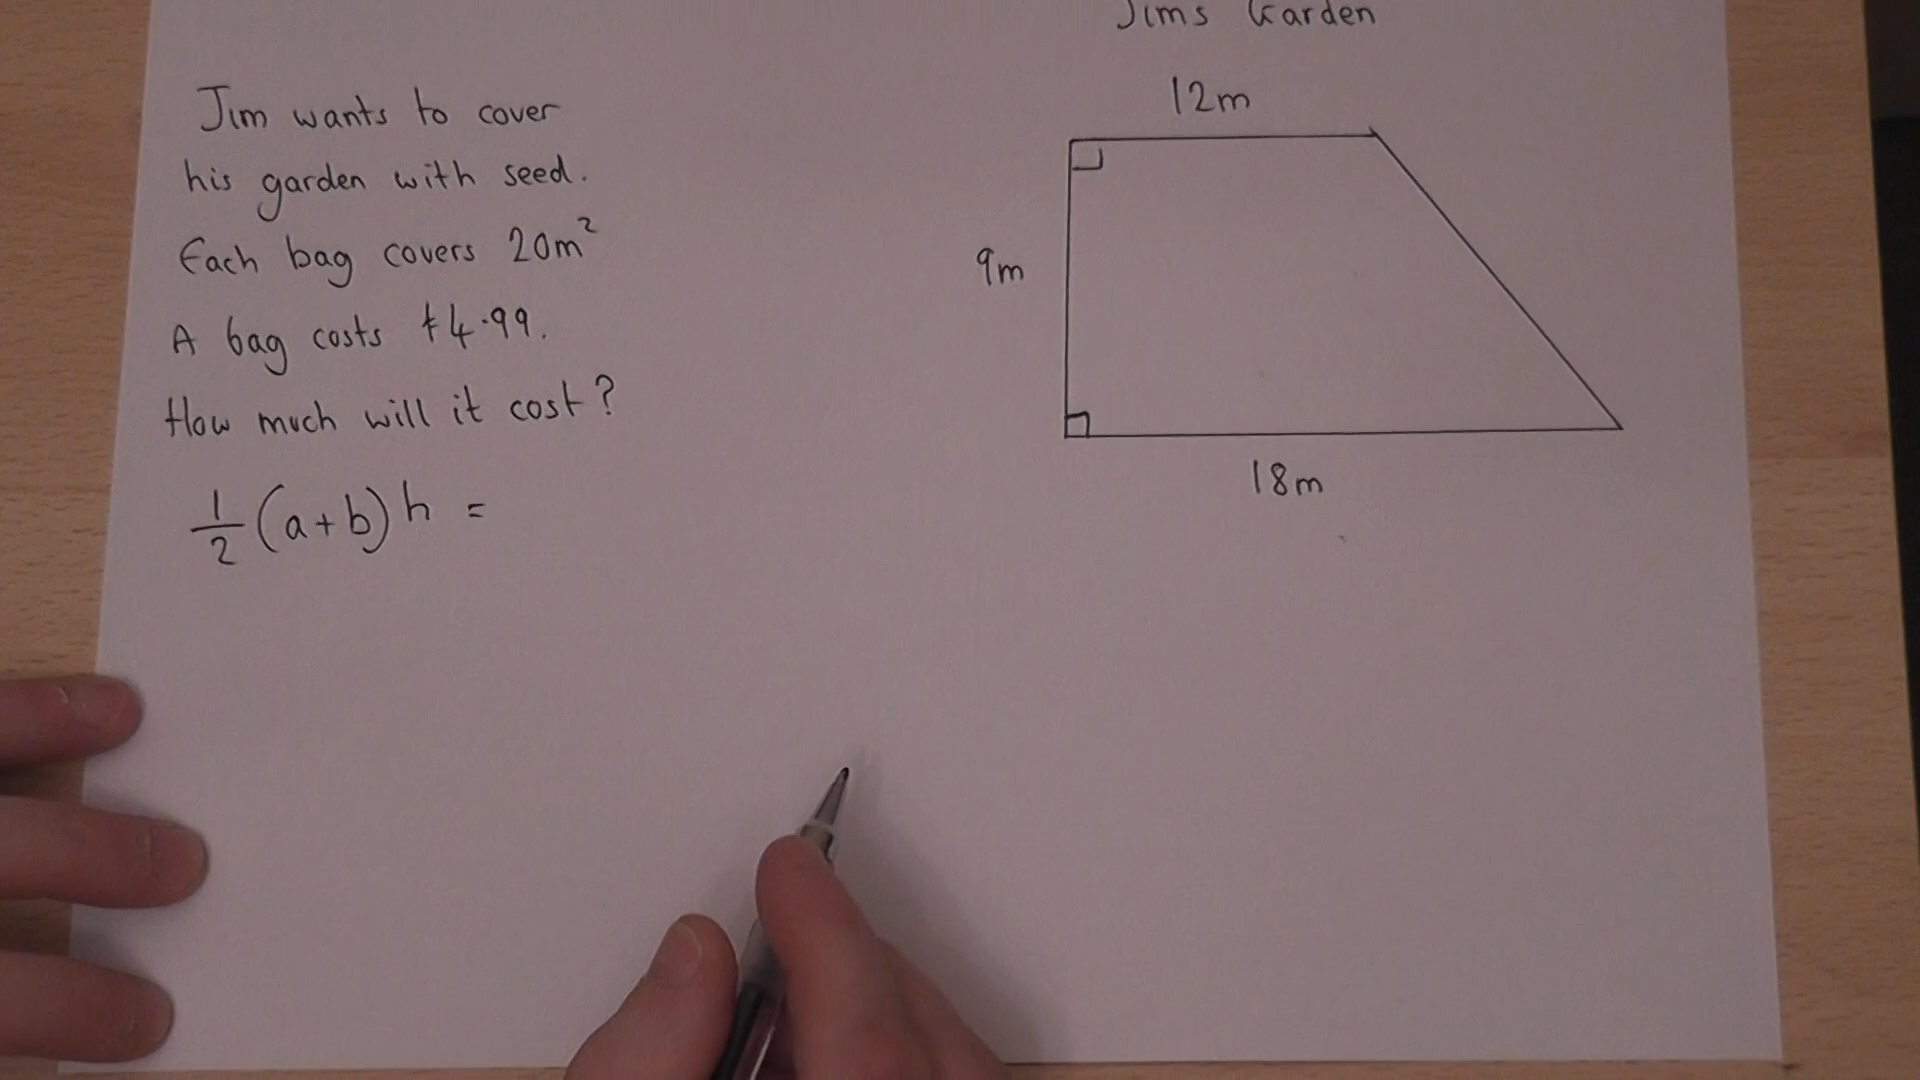 Jims Garden
Jim wants to cover
his garden with seed.
Each bag covers 20m²
A bag costs £4.99.
How much will it cost?
1/2 (a+b) h =
12m
9m
18m